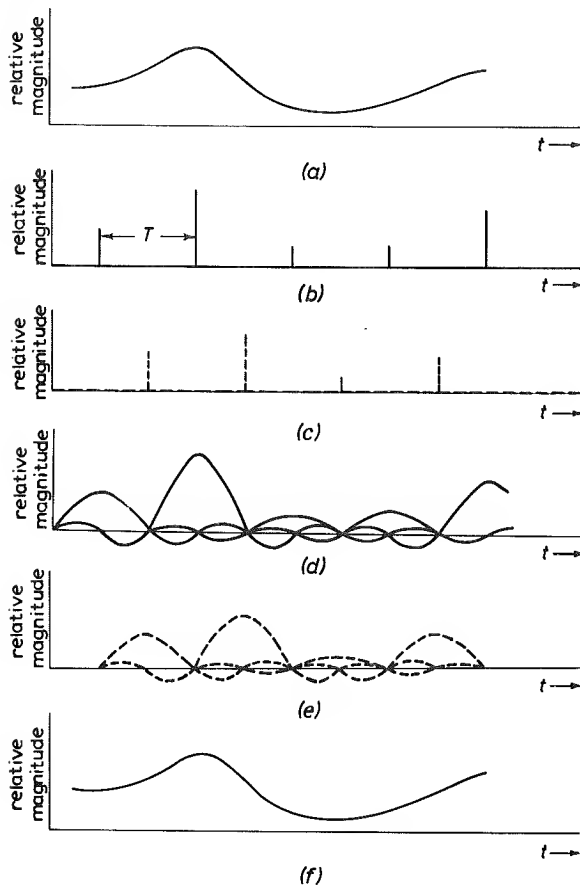 relative
magnitude
t
(a)
relative
magnitude
T
t
(b)
relative
magnitude
t
(c)
relative
magnitude
t
(d)
relative
magnitude
t
(e)
relative
magnitude
t
(f)